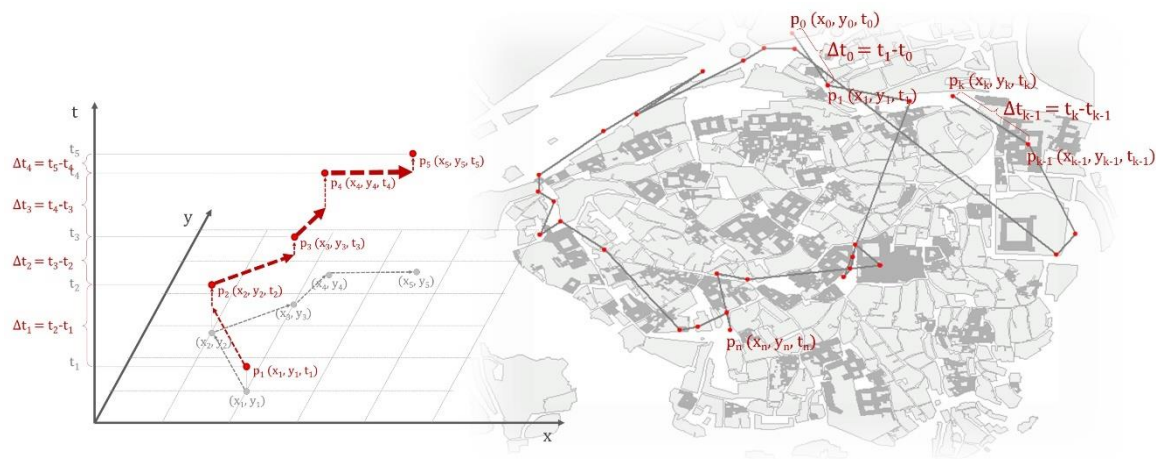 t
t₅
Δt₄ = t₅-t₄
t₄
Δt₃ = t₄-t₃
t₃
Δt₂ = t₃-t₂
t₂
Δt₁ = t₂-t₁
t₁
y
x
p₅ (x₅, y₅, t₅)
p₄ (x₄, y₄, t₄)
p₃ (x₃, y₃, t₃)
p₂ (x₂, y₂, t₂)
p₁ (x₁, y₁, t₁)
(x₄, y₄)
(x₅, y₅)
(x₃, y₃)
(x₂, y₂)
(x₁, y₁)
p₀ (x₀, y₀, t₀)
Δt₀ = t₁-t₀
p₁ (x₁, y₁, t₁)
pₖ (xₖ, yₖ, tₖ)
Δtₖ₋₁ = tₖ-tₖ₋₁
pₖ₋₁ (xₖ₋₁, yₖ₋₁, tₖ₋₁)
pₙ (xₙ, yₙ, tₙ)